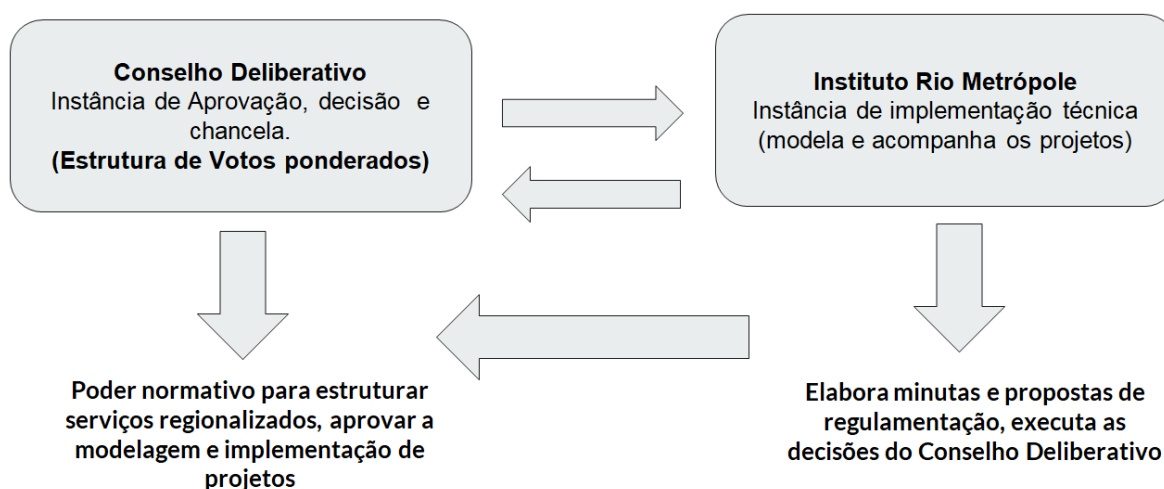 Conselho Deliberativo
Instância de Aprovação, decisão e
chancela.
(Estrutura de Votos ponderados)
Instituto Rio Metrópole
Instância de implementação técnica
(modela e acompanha os projetos)
Poder normativo para estruturar
serviços regionalizados, aprovar a
modelagem e implementação de
projetos
Elabora minutas e propostas de
regulamentação, executa as
decisões do Conselho Deliberativo